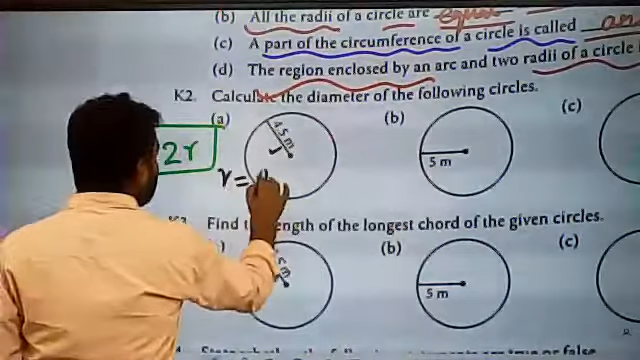 (b) All the radii of a circle are equal
(c) A part of the circumference of a circle is called
(d) The region enclosed by an arc and two radii of a circle
K2. Calculate the diameter of the following circles.
(a) 4.5 m
(b) 5 m
(c)
2r
r =
Find the length of the longest chord of the given circles.
(b) 5 m
(c)